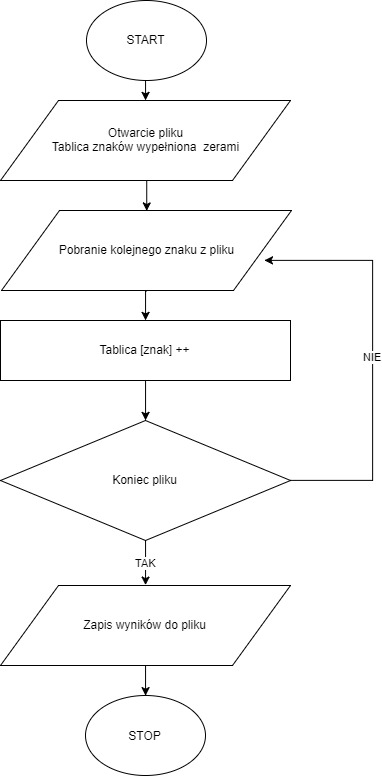 START
Otwarcie pliku
Tablica znaków wypełniona zerami
Pobranie kolejnego znaku z pliku
Tablica [znak] ++
NIE
Koniec pliku
TAK
Zapis wyników do pliku
STOP